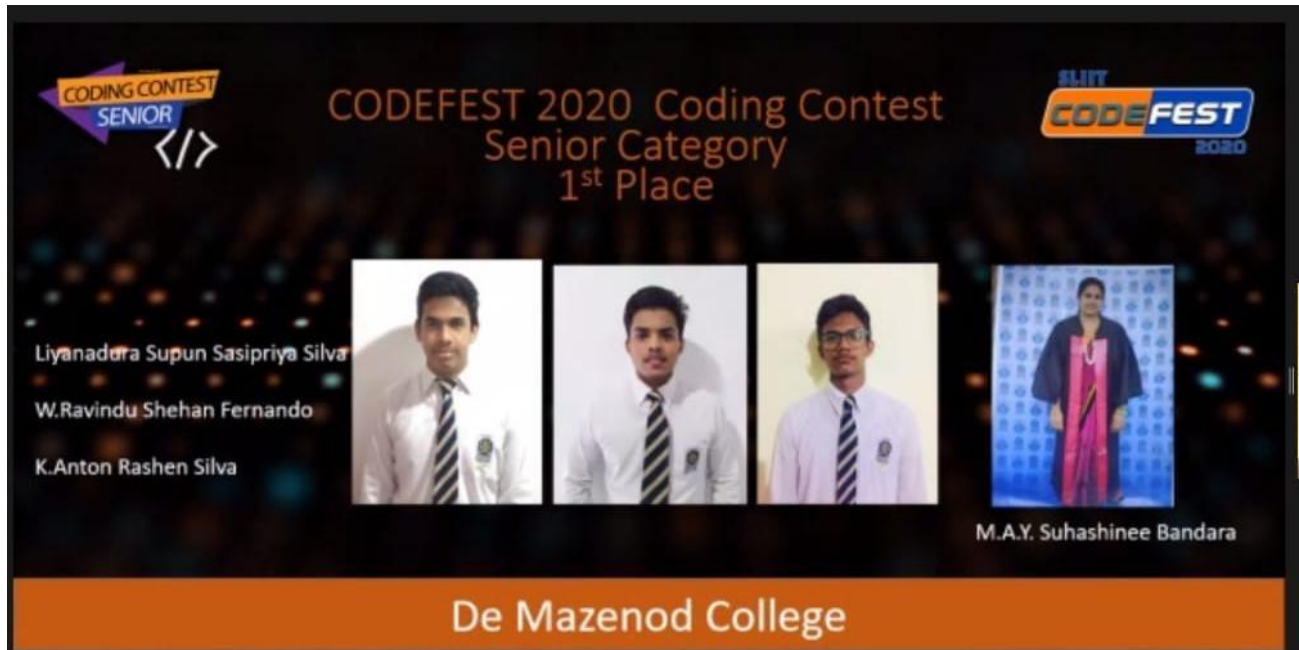 CODING CONTEST
SENIOR
</>
CODEFEST 2020 Coding Contest
Senior Category
1st Place
SLIIT
CODEFEST
2020
Liyanadura Supun Sasipriya Silva
W.Ravindu Shehan Fernando
K.Anton Rashen Silva
M.A.Y. Suhashinee Bandara
De Mazenod College